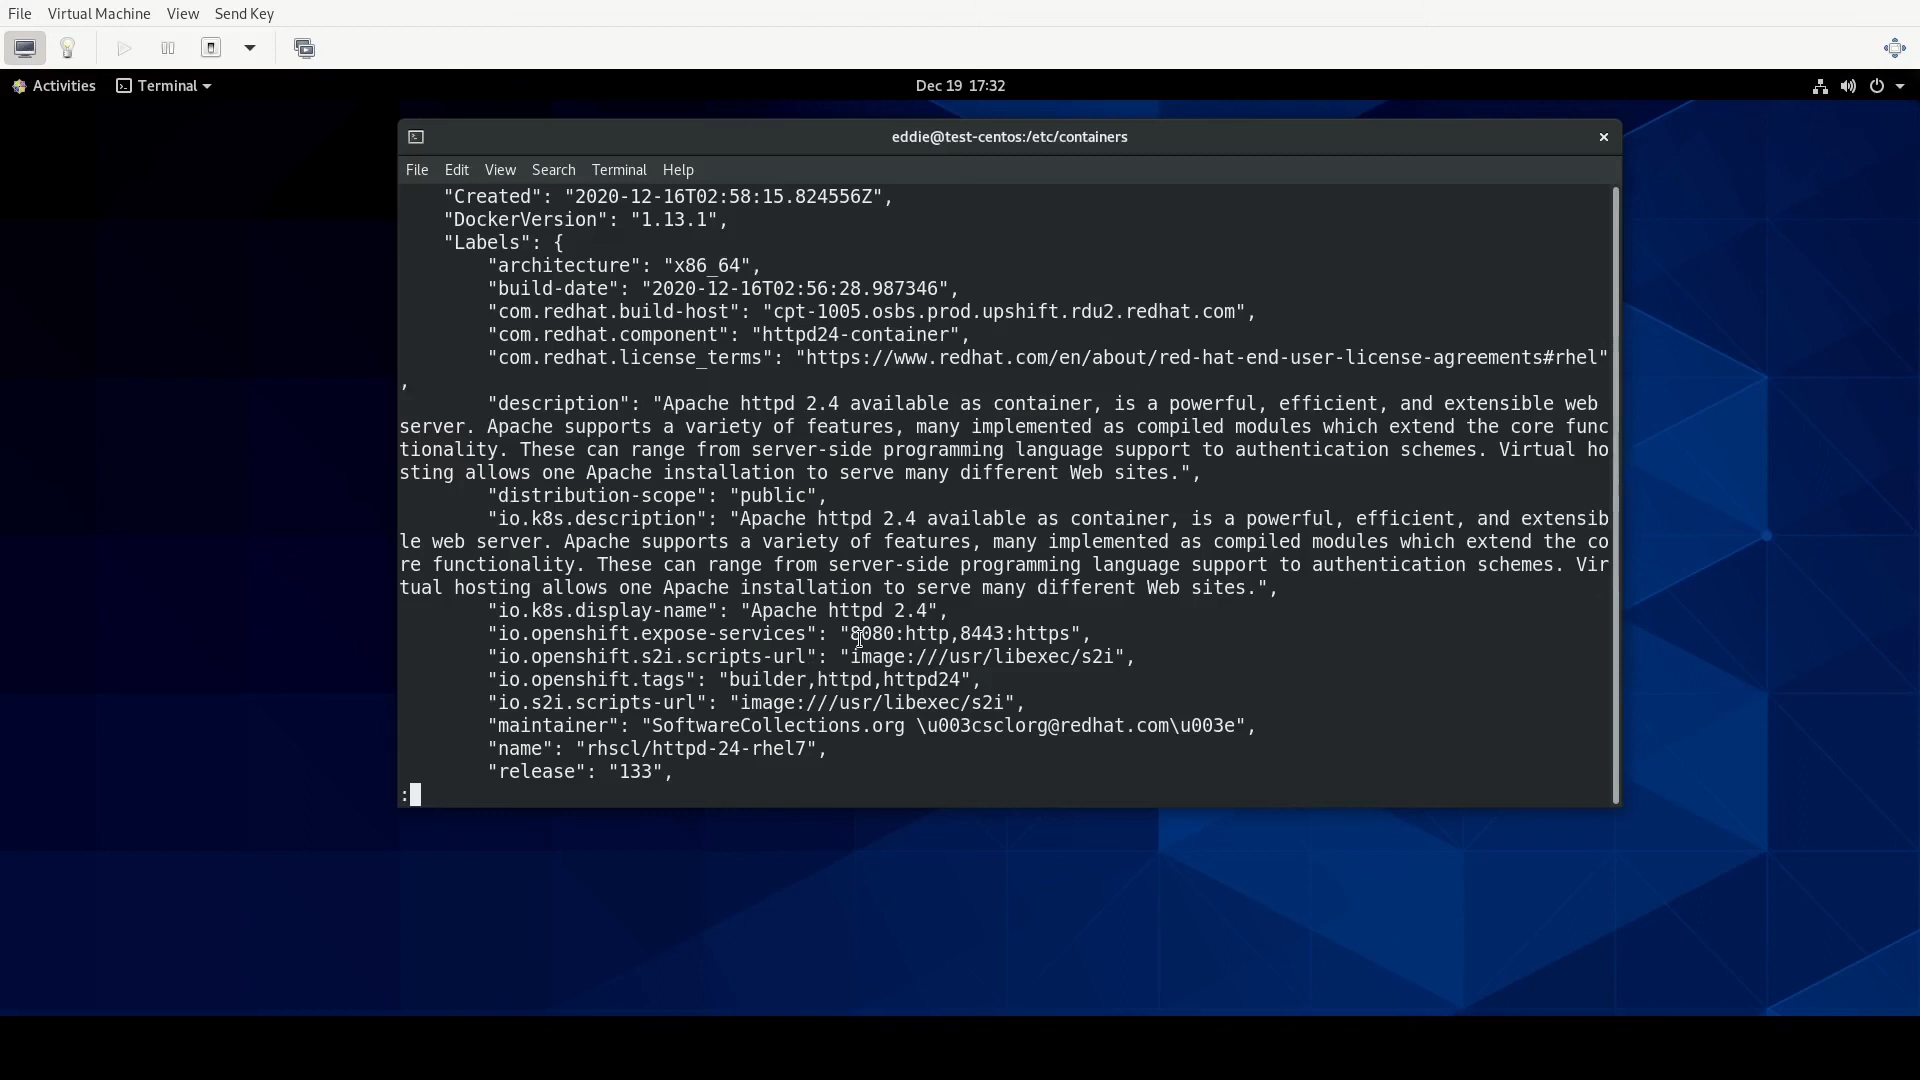 File Virtual Machine View Send Key
Activities Terminal Dec 19 17:32
eddie@test-centos:/etc/containers
File Edit View Search Terminal Help
"Created": "2020-12-16T02:58:15.824556Z",
"DockerVersion": "1.13.1",
"Labels": {
"architecture": "x86_64",
"build-date": "2020-12-16T02:56:28.987346",
"com.redhat.build-host": "cpt-1005.osbs.prod.upshift.rdu2.redhat.com",
"com.redhat.component": "httpd24-container",
"com.redhat.license_terms": "https://www.redhat.com/en/about/red-hat-end-user-license-agreements#rhel"
,
"description": "Apache httpd 2.4 available as container, is a powerful, efficient, and extensible web
server. Apache supports a variety of features, many implemented as compiled modules which extend the core func
tionality. These can range from server-side programming language support to authentication schemes. Virtual ho
sting allows one Apache installation to serve many different Web sites.",
"distribution-scope": "public",
"io.k8s.description": "Apache httpd 2.4 available as container, is a powerful, efficient, and extensib
le web server. Apache supports a variety of features, many implemented as compiled modules which extend the co
re functionality. These can range from server-side programming language support to authentication schemes. Vir
tual hosting allows one Apache installation to serve many different Web sites.",
"io.k8s.display-name": "Apache httpd 2.4",
"io.openshift.expose-services": "8080:http,8443:https",
"io.openshift.s2i.scripts-url": "image:///usr/libexec/s2i",
"io.openshift.tags": "builder,httpd,httpd24",
"io.s2i.scripts-url": "image:///usr/libexec/s2i",
"maintainer": "SoftwareCollections.org \u003csclorg@redhat.com\u003e",
"name": "rhscl/httpd-24-rhel7",
"release": "133",
: